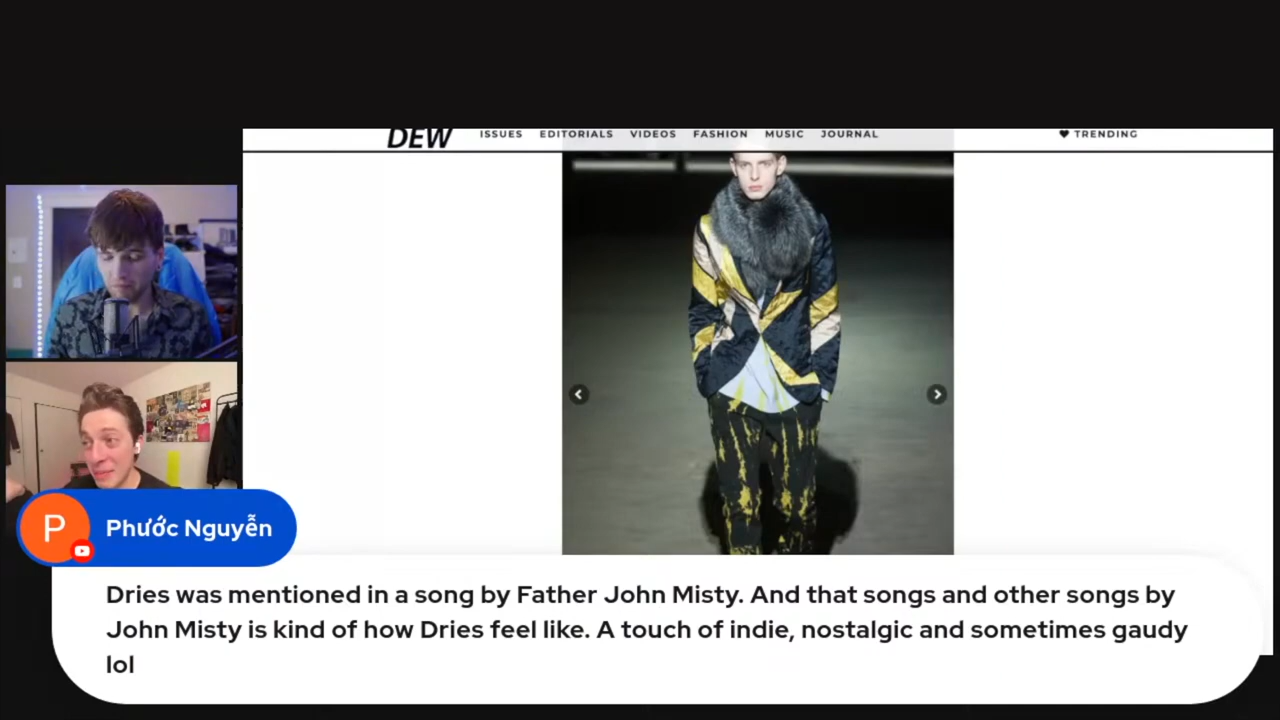 DEW
ISSUES EDITORIALS VIDEOS FASHION MUSIC JOURNAL
TRENDING
P
Phước Nguyễn
Dries was mentioned in a song by Father John Misty. And that songs and other songs by
John Misty is kind of how Dries feel like. A touch of indie, nostalgic and sometimes gaudy
lol